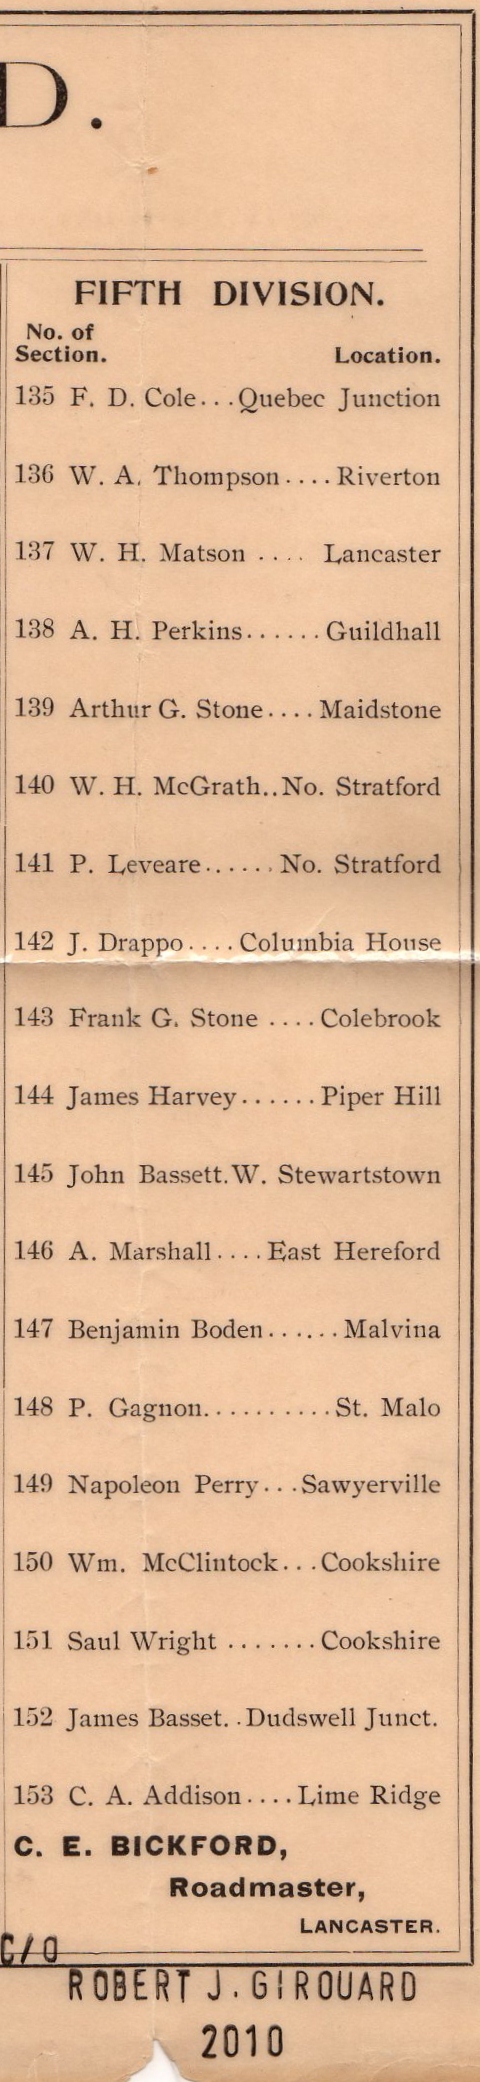 D.
FIFTH DIVISION.
No. of
Section. Location.
135 F. D. Cole...Quebec Junction
136 W. A. Thompson....Riverton
137 W. H. Matson .... Lancaster
138 A. H. Perkins......Guildhall
139 Arthur G. Stone....Maidstone
140 W. H. McGrath..No. Stratford
141 P. Leveare......No. Stratford
142 J. Drappo....Columbia House
143 Frank G. Stone ....Colebrook
144 James Harvey......Piper Hill
145 John Bassett.W. Stewartstown
146 A. Marshall....East Hereford
147 Benjamin Boden......Malvina
148 P. Gagnon..........St. Malo
149 Napoleon Perry...Sawyerville
150 Wm. McClintock...Cookshire
151 Saul Wright .......Cookshire
152 James Basset..Dudswell Junct.
153 C. A. Addison....Lime Ridge
C. E. BICKFORD,
Roadmaster,
LANCASTER.
C/O
ROBERT J. GIROUARD
2010